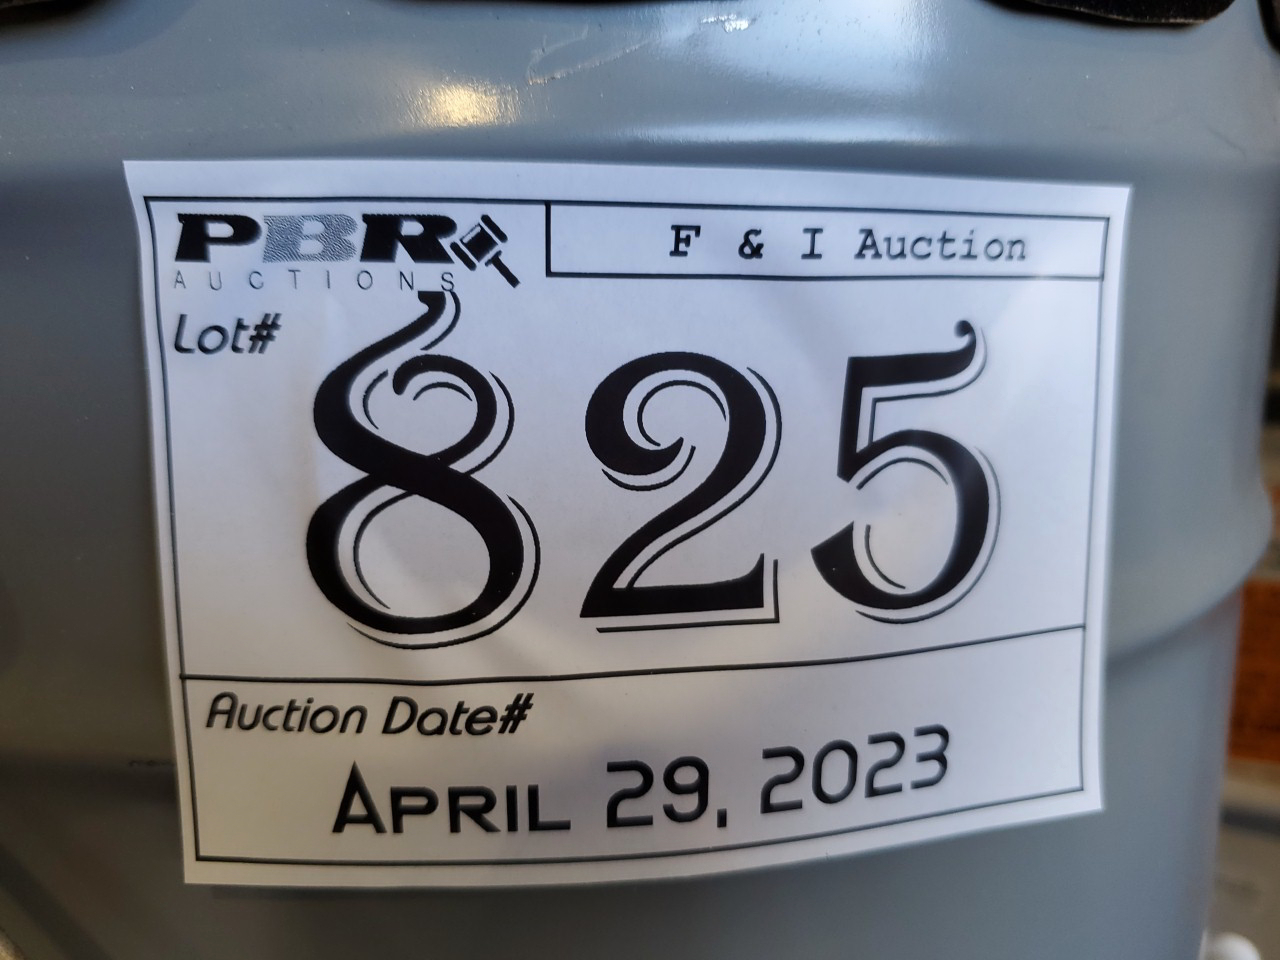 PBR
AUCTIONS
F & I Auction
Lot#
825
Auction Date#
APRIL 29, 2023